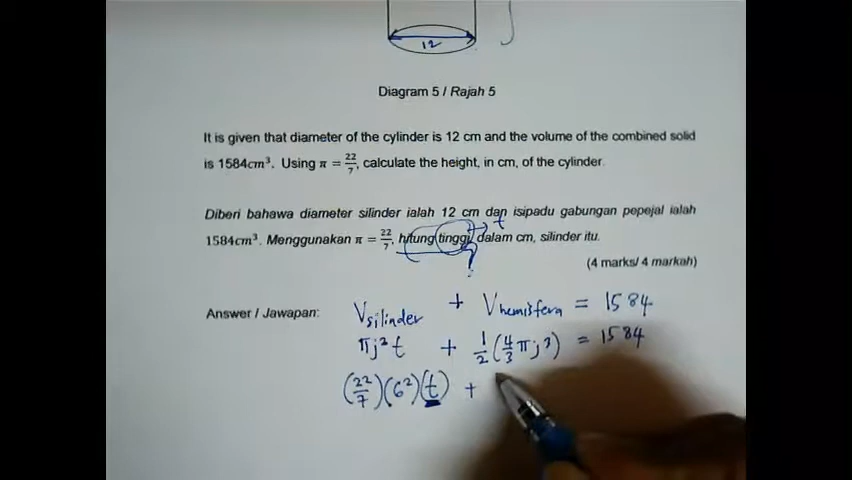 12
Diagram 5 / Rajah 5
It is given that diameter of the cylinder is 12 cm and the volume of the combined solid
is 1584cm³. Using π = 22/7, calculate the height, in cm, of the cylinder.
Diberi bahawa diameter silinder ialah 12 cm dan isipadu gabungan pepejal ialah
t
1584cm³. Menggunakan π = 22/7, hitung tinggi, dalam cm, silinder itu.
?
(4 marks/ 4 markah)
Answer / Jawapan: Vsilinder + Vhemisfera = 1584
πj²t + 1/2 (4/3 πj³) = 1584
(22/7)(6²)(t) +